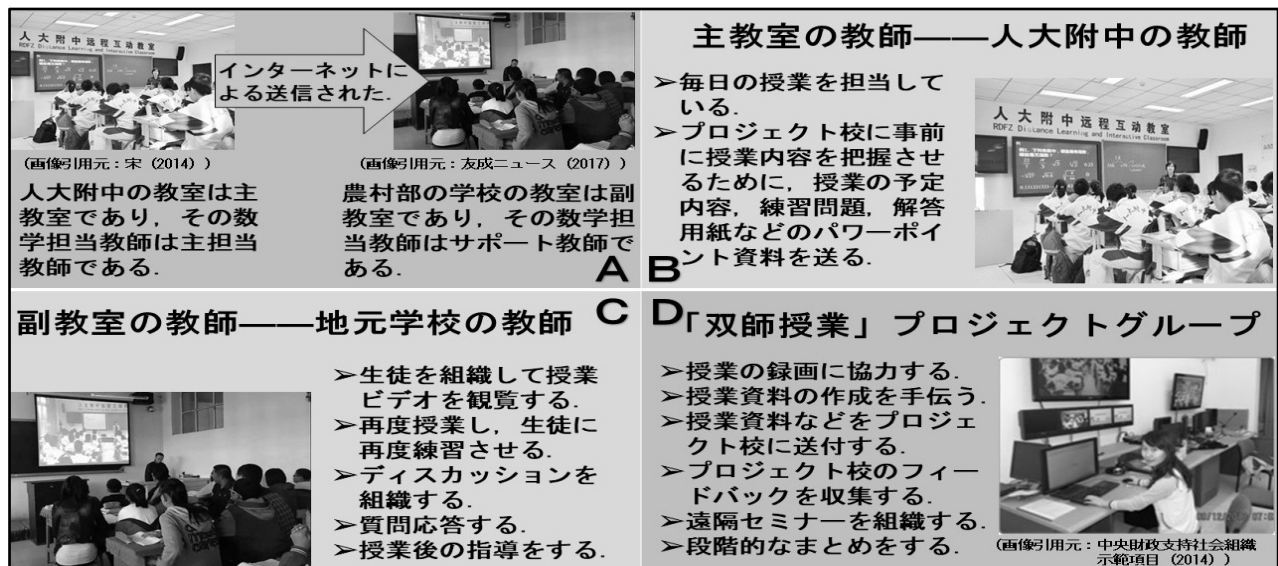 人大附中远程互动教室
RDFZ Distance Learning and Interactive Classroom
インターネットに
よる送信された.
(画像引用元：宋（2014）)
(画像引用元：友成ニュース（2017）)
人大附中の教室は主
教室であり，その数
学担当教師は主担当
教師である.
農村部の学校の教室は副
教室であり，その数学担
当教師はサポート教師で
ある.
A
B
主教室の教師——人大附中の教師
➢毎日の授業を担当して
いる.
➢プロジェクト校に事前
に授業内容を把握させ
るために，授業の予定
内容，練習問題，解答
用紙などのパワーポイ
ント資料を送る.
人大附中远程互动教室
RDFZ Distance Learning and Interactive Classroom
副教室の教師——地元学校の教師
C
➢生徒を組織して授業
ビデオを観覧する.
➢再度授業し，生徒に
再度練習させる.
➢ディスカッションを
組織する.
➢質問応答する.
➢授業後の指導をする.
D
「双師授業」プロジェクトグループ
➢授業の録画に協力する.
➢授業資料の作成を手伝う.
➢授業資料などをプロジェ
クト校に送付する.
➢プロジェクト校のフィー
ドバックを収集する.
➢遠隔セミナーを組織する.
➢段階的なまとめをする.
(画像引用元：中央財政支持社会組織
示範項目（2014）)